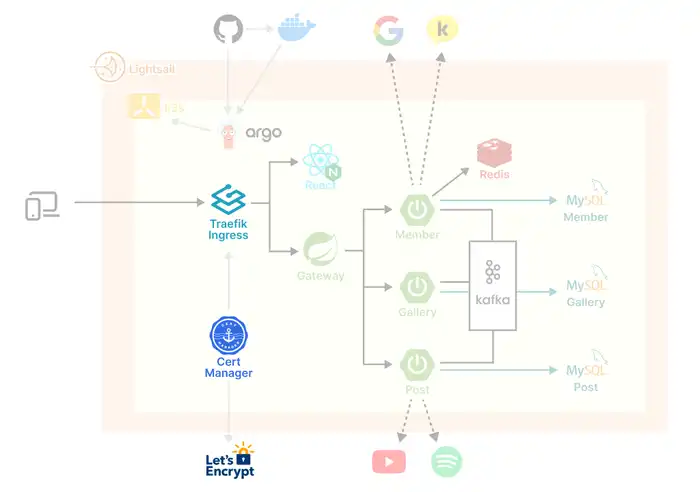 Lightsail
k3s
argo
React
Traefik
Ingress
Gateway
Member
Redis
MySQL
Member
kafka
Gallery
MySQL
Gallery
Cert
Manager
Post
MySQL
Post
Let's
Encrypt